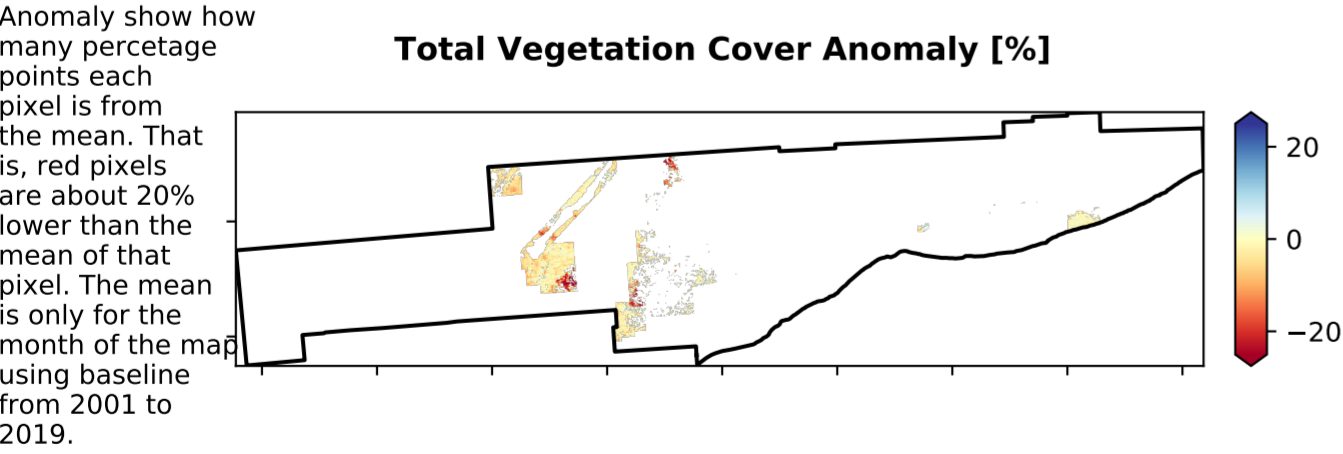 Anomaly show how
many percetage
points each
pixel is from
the mean. That
is, red pixels
are about 20%
lower than the
mean of that
pixel. The mean
is only for the
month of the map
using baseline
from 2001 to
2019.
Total Vegetation Cover Anomaly [%]
20
0
−20